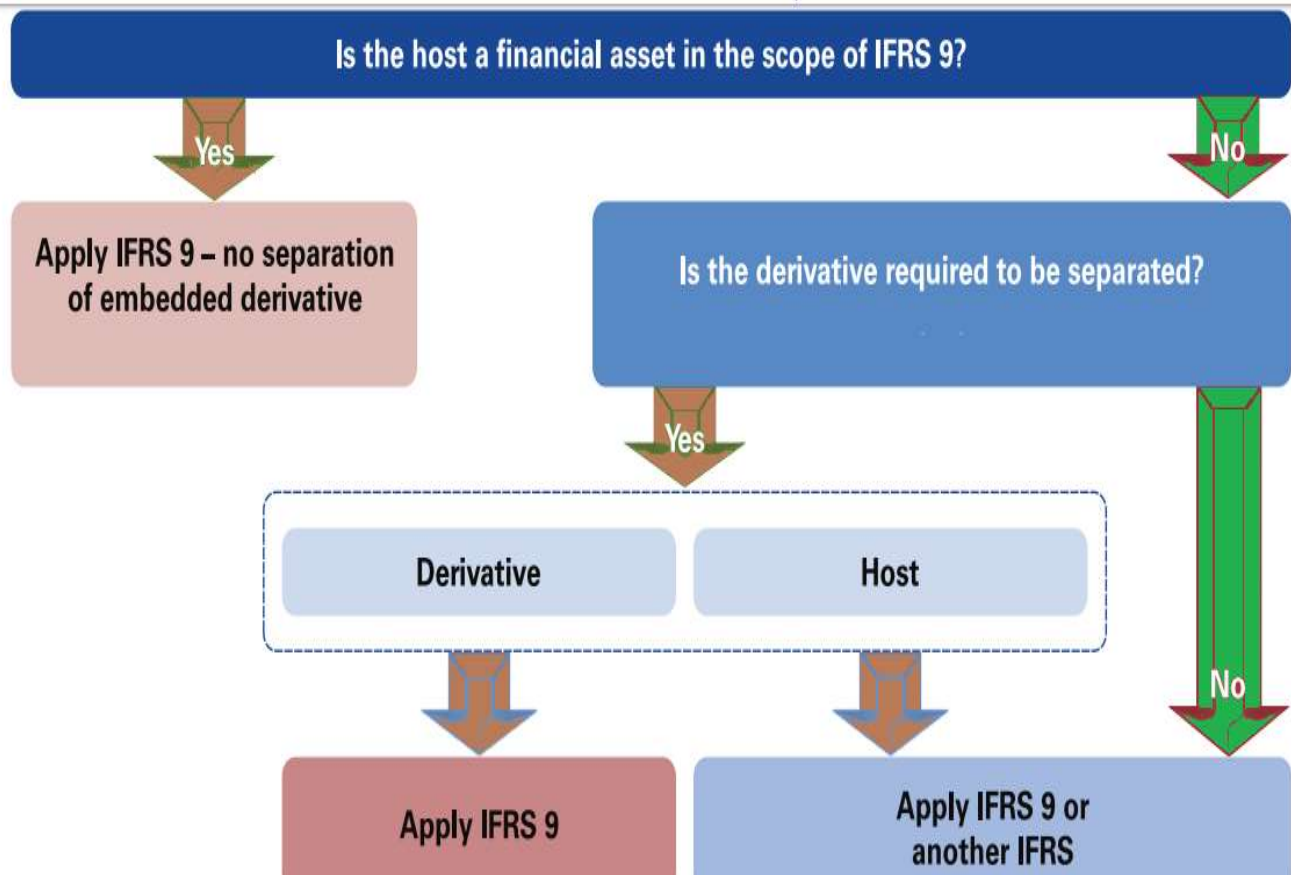 Is the host a financial asset in the scope of IFRS 9?
Yes
No
Apply IFRS 9 – no separation
of embedded derivative
Is the derivative required to be separated?
Yes
Derivative
Host
No
Apply IFRS 9
Apply IFRS 9 or
another IFRS